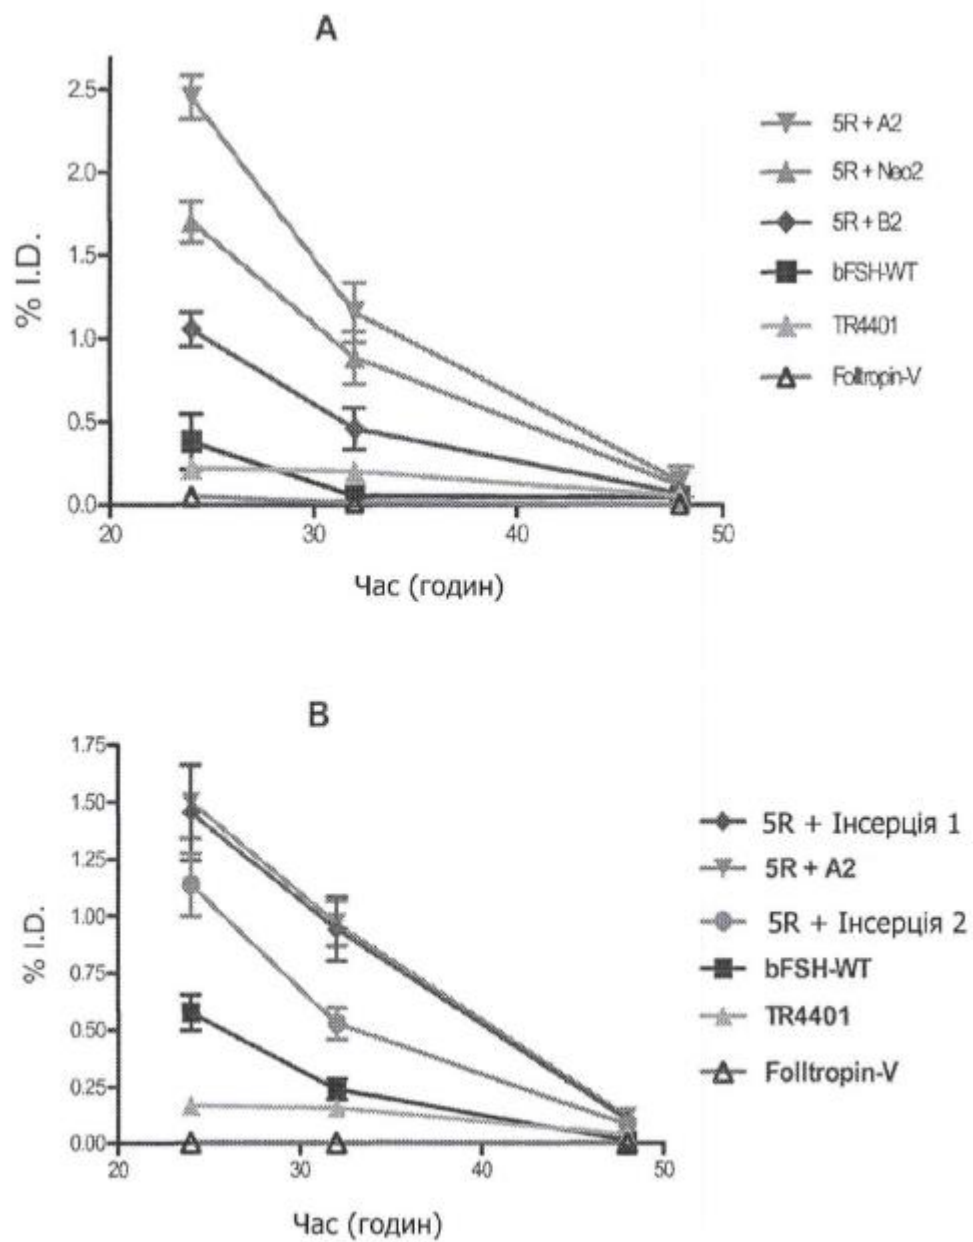 A
2.5
2.0
1.5
1.0
0.5
0.0
20
30
40
50
% I.D.
Час (годин)
5R + A2
5R + Neo2
5R + B2
bFSH-WT
TR4401
Folltropin-V
B
1.75
1.50
1.25
1.00
0.75
0.50
0.25
0.00
20
30
40
50
% I.D.
Час (годин)
5R + Інсерція 1
5R + A2
5R + Інсерція 2
bFSH-WT
TR4401
Folltropin-V